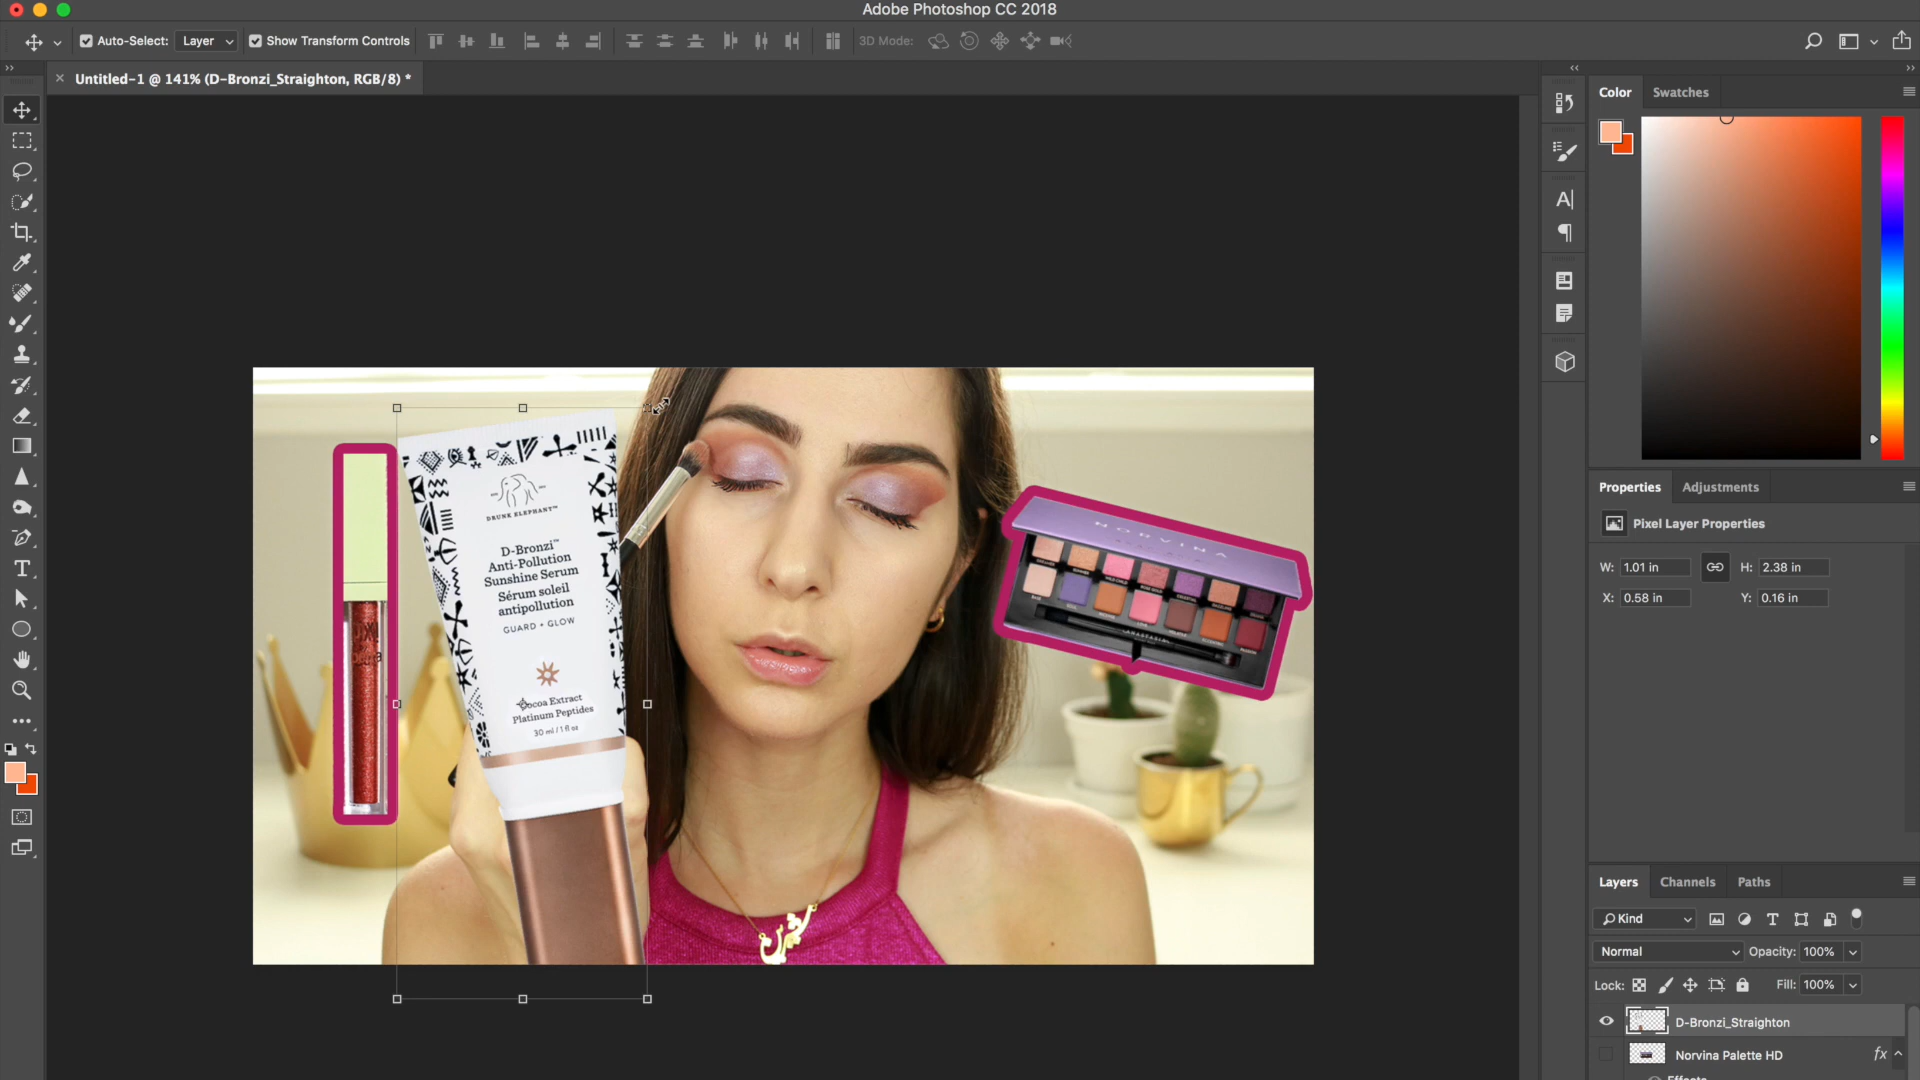 Adobe Photoshop CC 2018
Auto-Select: Layer Show Transform Controls 3D Mode:
Untitled-1 @ 141% (D-Bronzi_Straighton, RGB/8) *
Color Swatches
DRUNK ELEPHANT™
D-Bronzi™
Anti-Pollution
Sunshine Serum
Sérum soleil
antipollution
GUARD + GLOW
Cocoa Extract
Platinum Peptides
30 ml / 1 fl oz
NORVINA
Properties Adjustments
Pixel Layer Properties
W: 1.01 in H: 2.38 in
X: 0.58 in Y: 0.16 in
Layers Channels Paths
Kind
Normal Opacity: 100%
Lock: Fill: 100%
D-Bronzi_Straighton
Norvina Palette HD fx
Effects